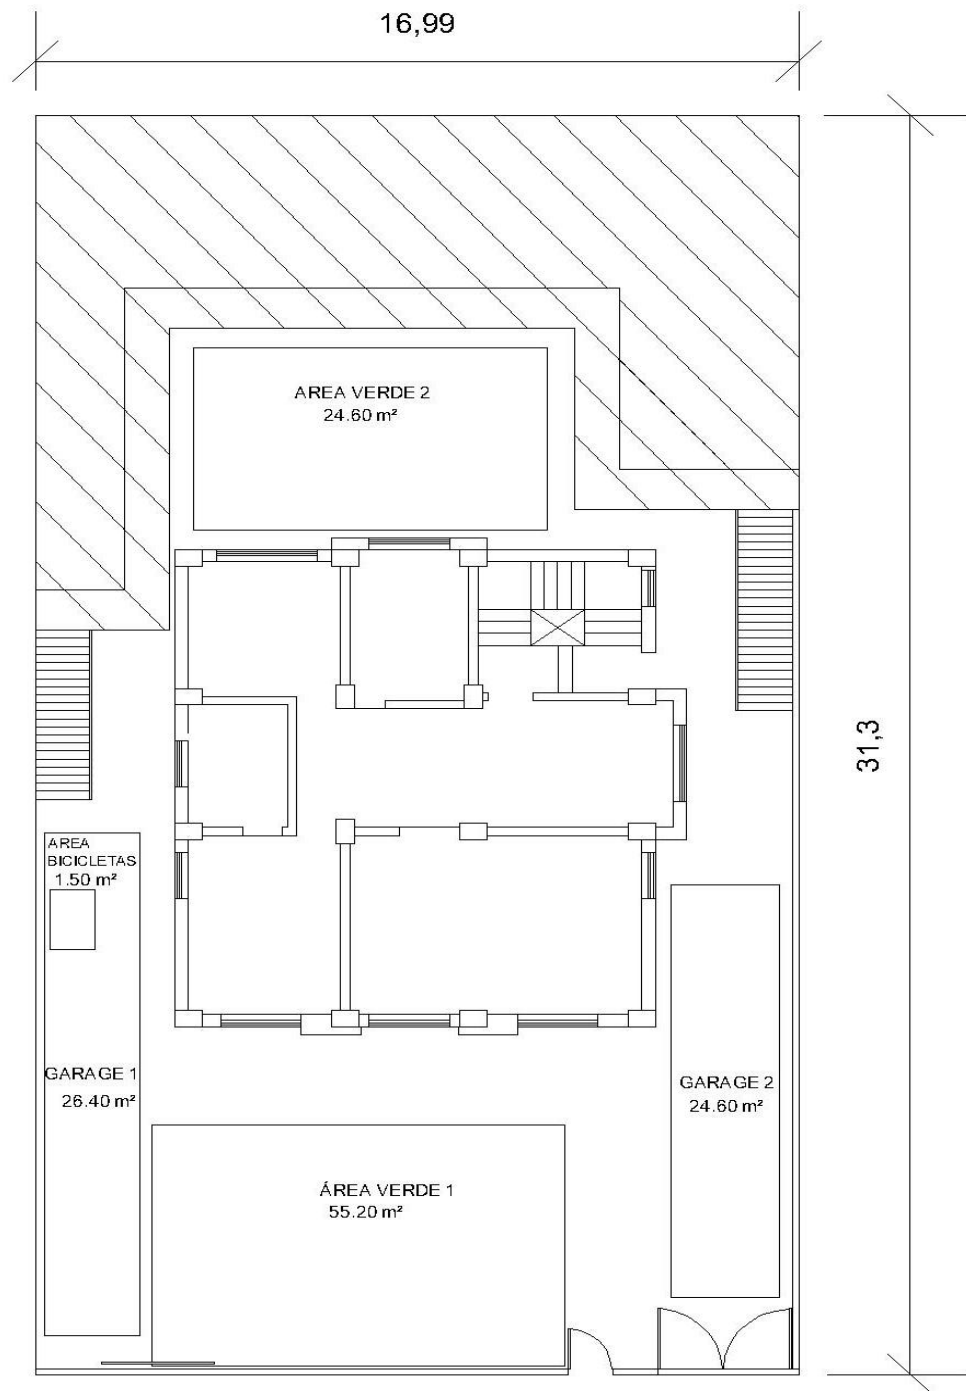 16,99
AREA VERDE 2
24.60 m²
31,3
AREA
BICICLETAS
1.50 m²
GARAGE 1
26.40 m²
GARAGE 2
24.60 m²
ÁREA VERDE 1
55.20 m²